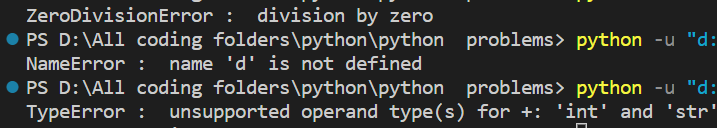 ZeroDivisionError :  division by zero
PS D:\All coding folders\python\python  problems> python -u "d:
NameError :  name 'd' is not defined
PS D:\All coding folders\python\python  problems> python -u "d:
TypeError :  unsupported operand type(s) for +: 'int' and 'str'